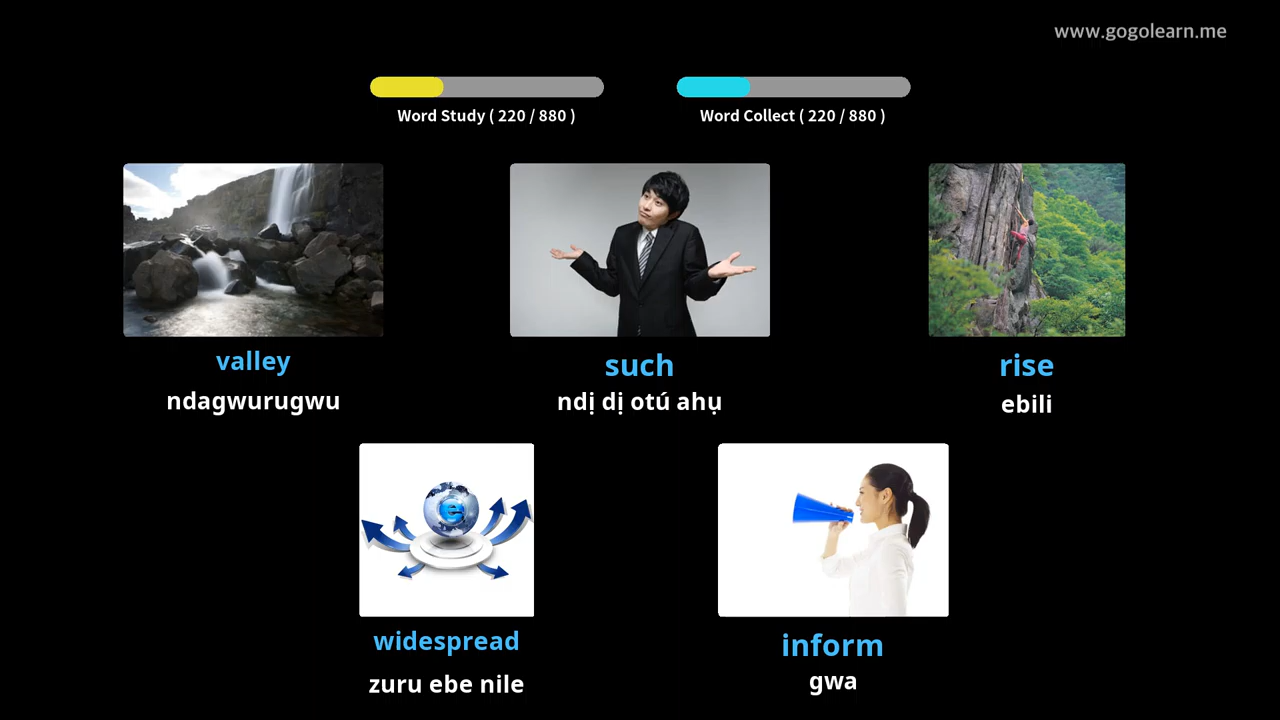 www.gogolearn.me
Word Study ( 220 / 880 )
Word Collect ( 220 / 880 )
valley
ndagwurugwu
such
ndị dị otú ahụ
rise
ebili
e
widespread
zuru ebe nile
inform
gwa